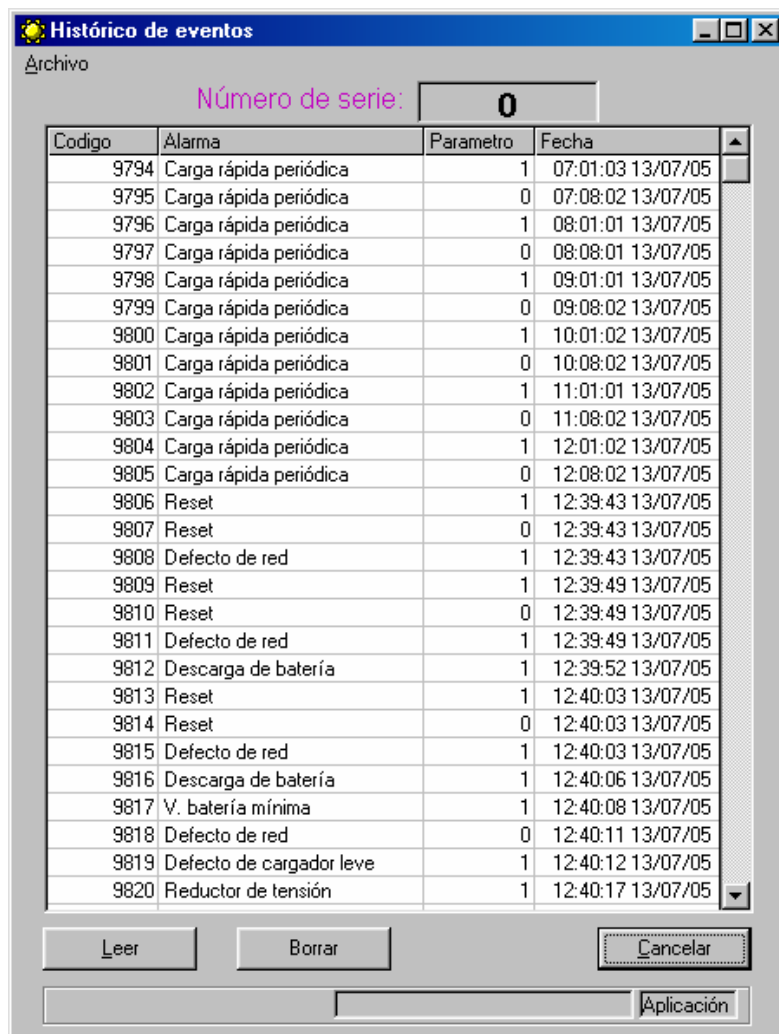 Histórico de eventos
Archivo
Número de serie: 0
Codigo Alarma Parametro Fecha
9794 Carga rápida periódica 1 07:01:03 13/07/05
9795 Carga rápida periódica 0 07:08:02 13/07/05
9796 Carga rápida periódica 1 08:01:01 13/07/05
9797 Carga rápida periódica 0 08:08:01 13/07/05
9798 Carga rápida periódica 1 09:01:01 13/07/05
9799 Carga rápida periódica 0 09:08:02 13/07/05
9800 Carga rápida periódica 1 10:01:02 13/07/05
9801 Carga rápida periódica 0 10:08:02 13/07/05
9802 Carga rápida periódica 1 11:01:01 13/07/05
9803 Carga rápida periódica 0 11:08:02 13/07/05
9804 Carga rápida periódica 1 12:01:02 13/07/05
9805 Carga rápida periódica 0 12:08:02 13/07/05
9806 Reset 1 12:39:43 13/07/05
9807 Reset 0 12:39:43 13/07/05
9808 Defecto de red 1 12:39:43 13/07/05
9809 Reset 1 12:39:49 13/07/05
9810 Reset 0 12:39:49 13/07/05
9811 Defecto de red 1 12:39:49 13/07/05
9812 Descarga de batería 1 12:39:52 13/07/05
9813 Reset 1 12:40:03 13/07/05
9814 Reset 0 12:40:03 13/07/05
9815 Defecto de red 1 12:40:03 13/07/05
9816 Descarga de batería 1 12:40:06 13/07/05
9817 V. batería mínima 1 12:40:08 13/07/05
9818 Defecto de red 0 12:40:11 13/07/05
9819 Defecto de cargador leve 1 12:40:12 13/07/05
9820 Reductor de tensión 1 12:40:17 13/07/05
Leer Borrar Cancelar
Aplicación